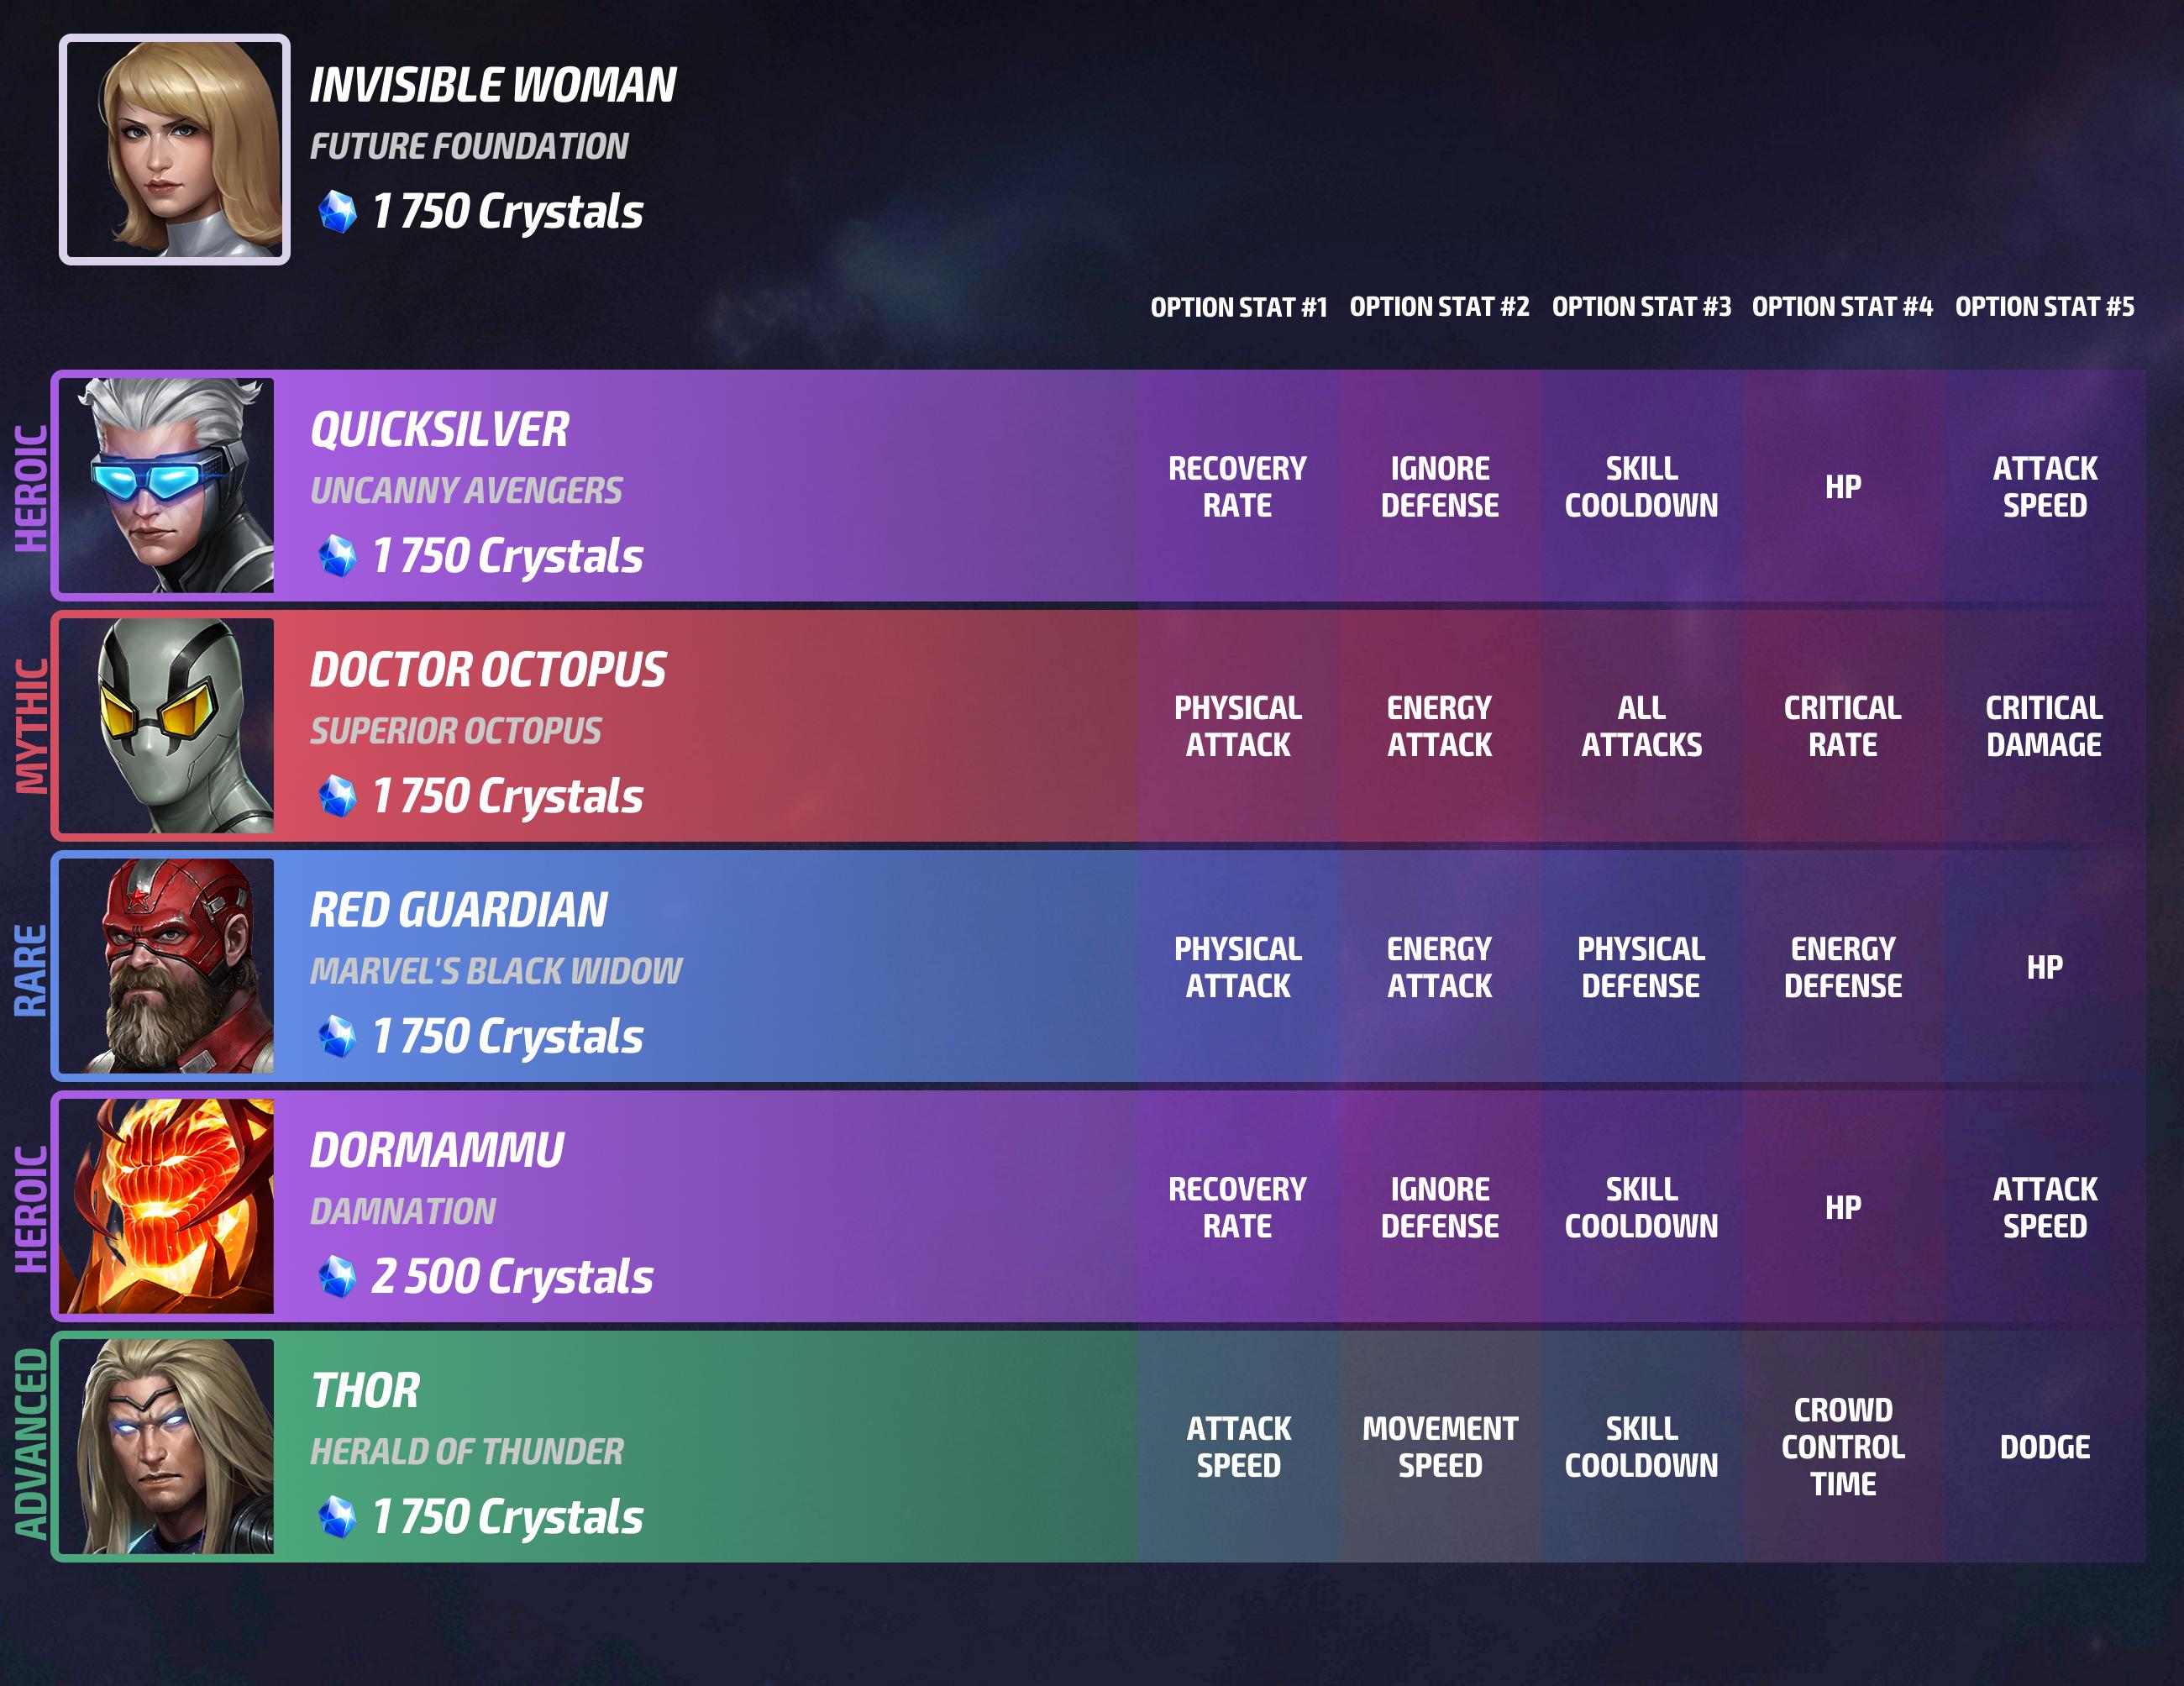 INVISIBLE WOMAN
FUTURE FOUNDATION
1 750 Crystals
OPTION STAT #1 OPTION STAT #2 OPTION STAT #3 OPTION STAT #4 OPTION STAT #5
HEROIC
QUICKSILVER
UNCANNY AVENGERS
1 750 Crystals
RECOVERY
RATE
IGNORE
DEFENSE
SKILL
COOLDOWN
HP
ATTACK
SPEED
MYTHIC
DOCTOR OCTOPUS
SUPERIOR OCTOPUS
1 750 Crystals
PHYSICAL
ATTACK
ENERGY
ATTACK
ALL
ATTACKS
CRITICAL
RATE
CRITICAL
DAMAGE
RARE
RED GUARDIAN
MARVEL'S BLACK WIDOW
1 750 Crystals
PHYSICAL
ATTACK
ENERGY
ATTACK
PHYSICAL
DEFENSE
ENERGY
DEFENSE
HP
HEROIC
DORMAMMU
DAMNATION
2 500 Crystals
RECOVERY
RATE
IGNORE
DEFENSE
SKILL
COOLDOWN
HP
ATTACK
SPEED
ADVANCED
THOR
HERALD OF THUNDER
1 750 Crystals
ATTACK
SPEED
MOVEMENT
SPEED
SKILL
COOLDOWN
CROWD
CONTROL
TIME
DODGE